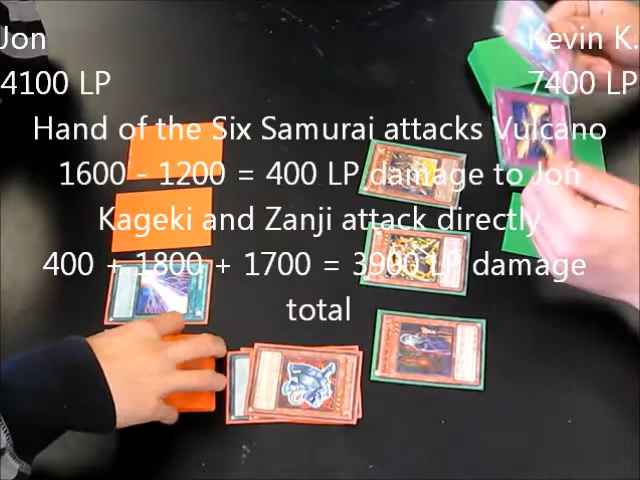 Jon Kevin K.
4100 LP 7400 LP
Hand of the Six Samurai attacks Vulcano
1600 - 1200 = 400 LP damage to Jon
Kageki and Zanji attack directly
400 + 1800 + 1700 = 3900 LP damage
total